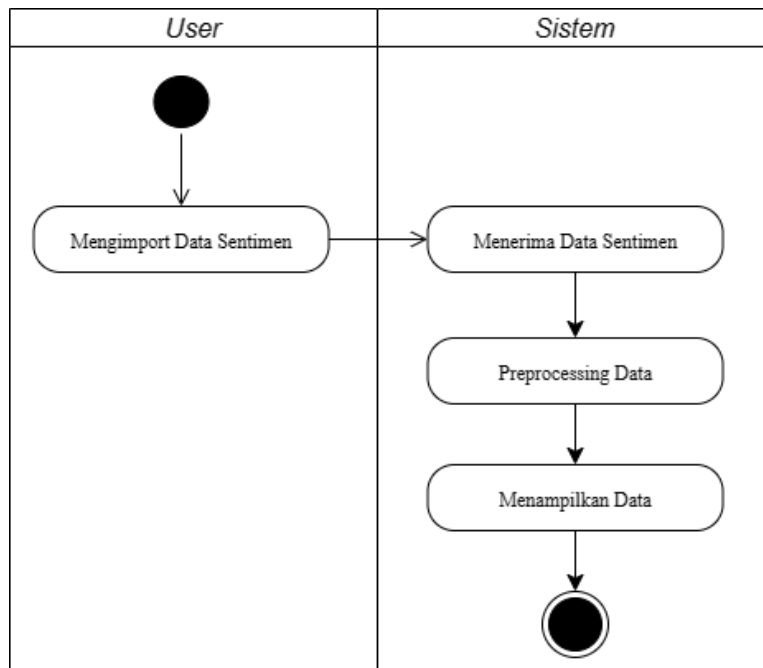 User
Sistem
Mengimport Data Sentimen
Menerima Data Sentimen
Preprocessing Data
Menampilkan Data